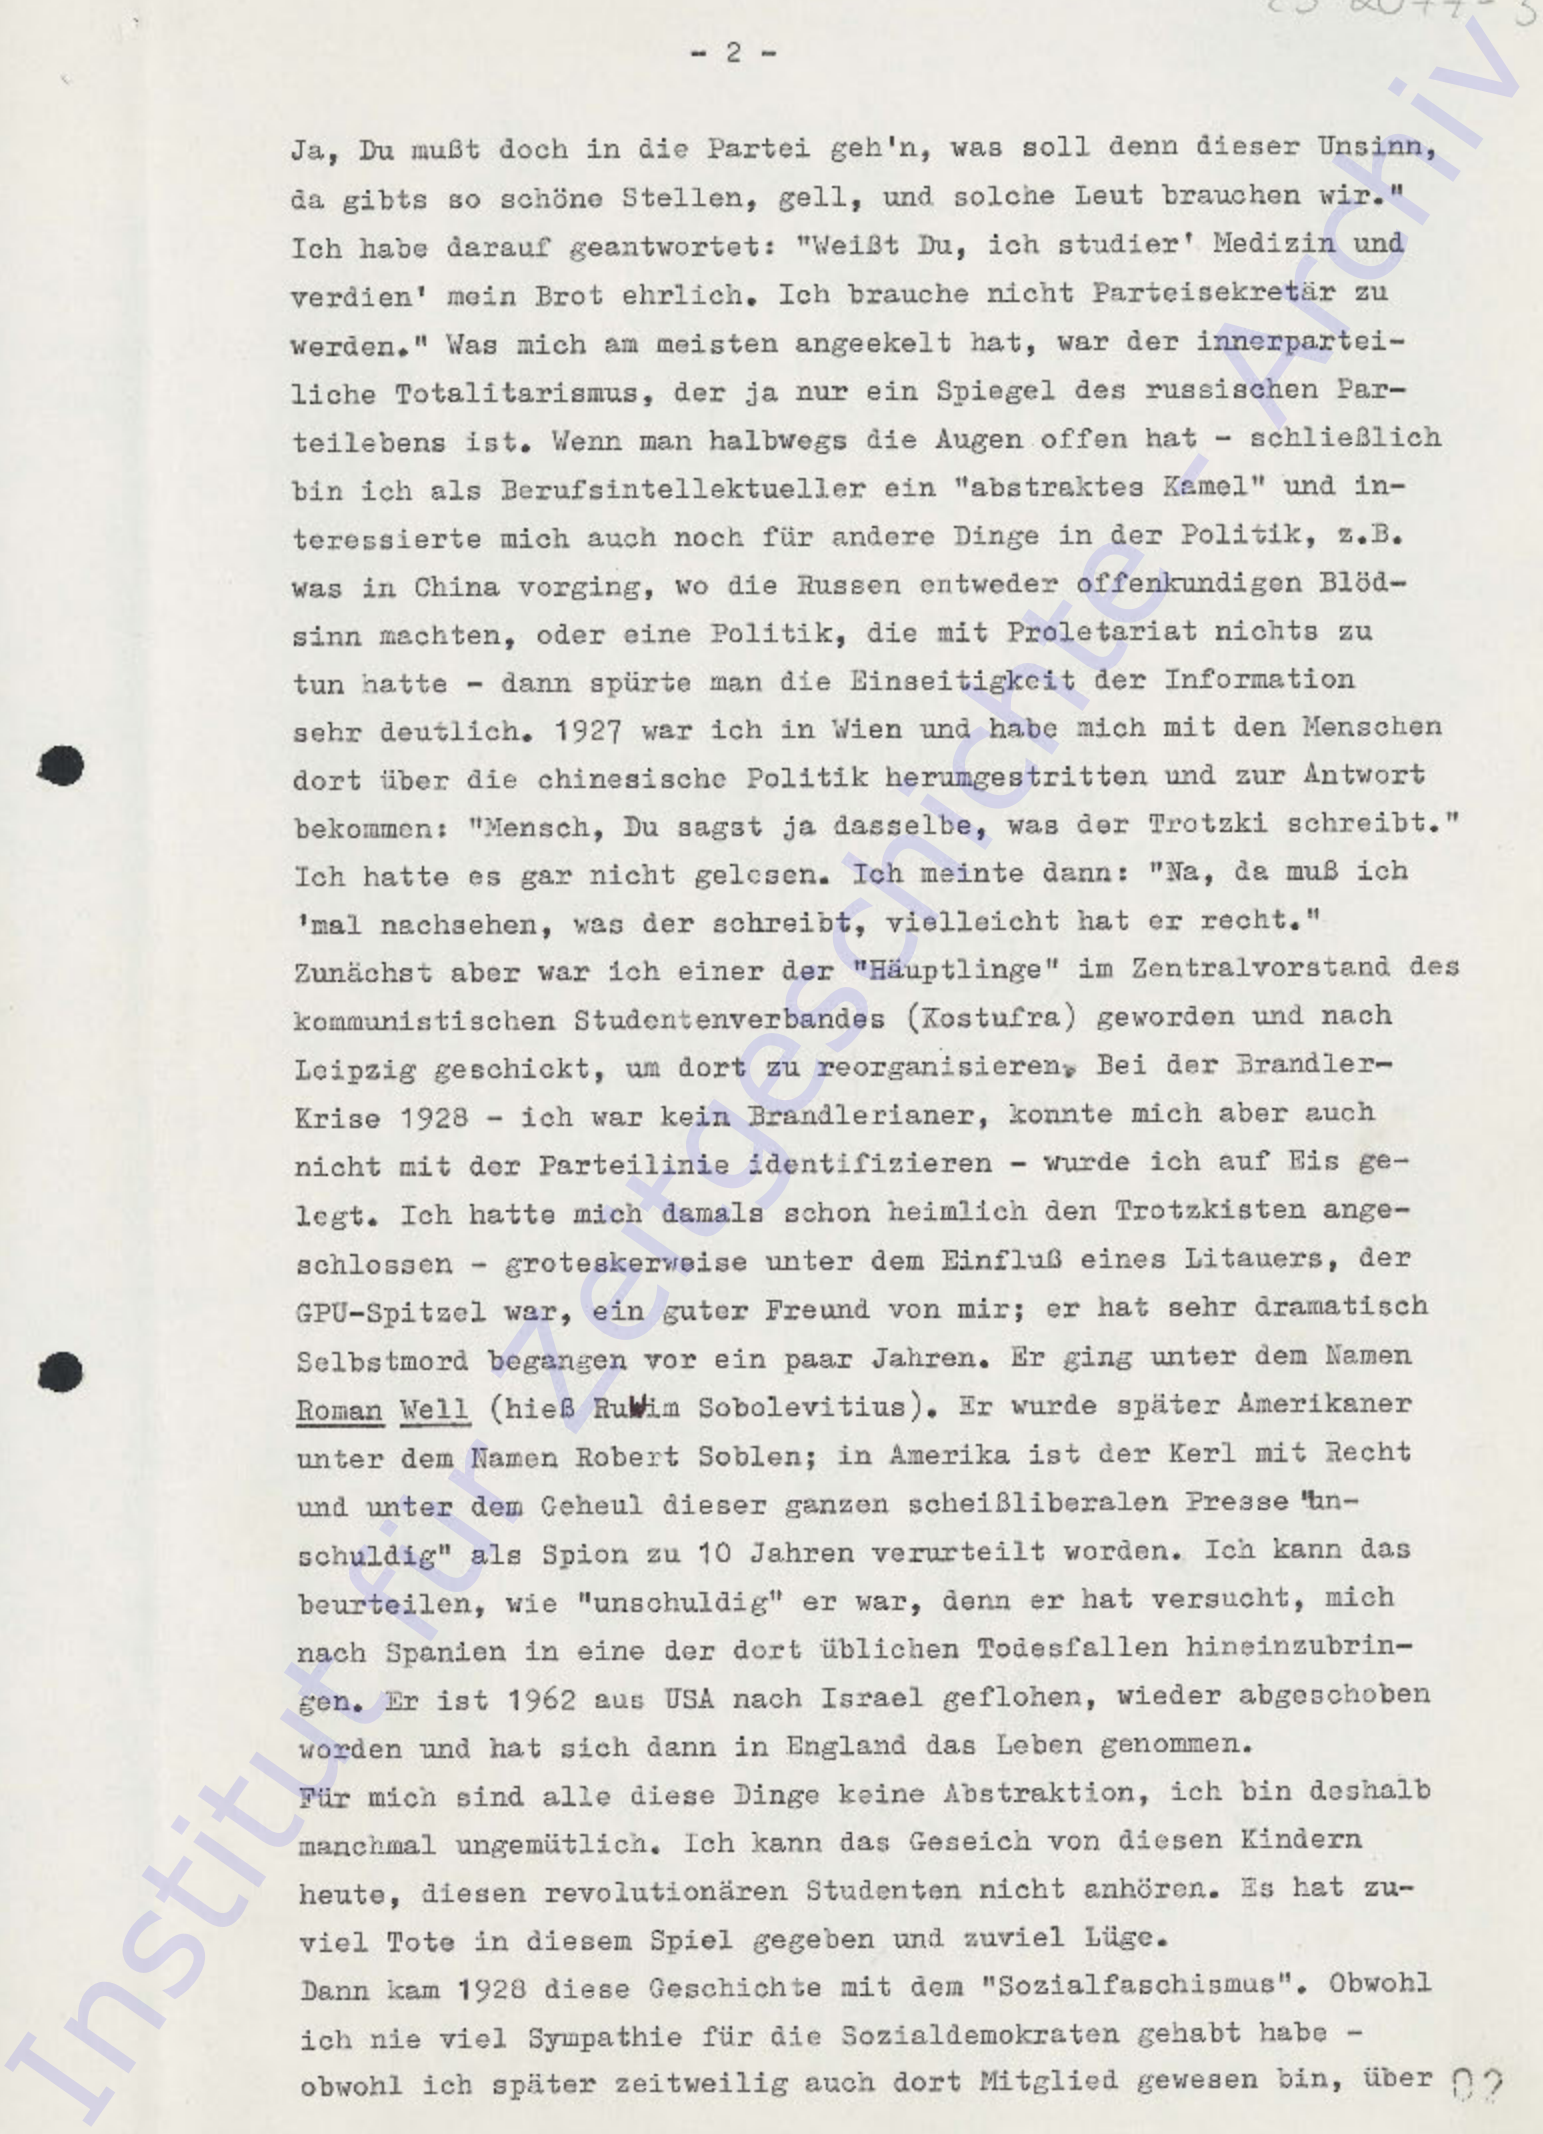 - 2 -
Ja, Du mußt doch in die Partei geh'n, was soll denn dieser Unsinn,
da gibts so schöne Stellen, gell, und solche Leut brauchen wir."
Ich habe darauf geantwortet: "Weißt Du, ich studier' Medizin und
verdien' mein Brot ehrlich. Ich brauche nicht Parteisekretär zu
werden." Was mich am meisten angeekelt hat, war der innerpartei-
liche Totalitarismus, der ja nur ein Spiegel des russischen Par-
teilebens ist. Wenn man halbwegs die Augen offen hat - schließlich
bin ich als Berufsintellektueller ein "abstraktes Kamel" und in-
teressierte mich auch noch für andere Dinge in der Politik, z.B.
was in China vorging, wo die Russen entweder offenkundigen Blöd-
sinn machten, oder eine Politik, die mit Proletariat nichts zu
tun hatte - dann spürte man die Einseitigkeit der Information
sehr deutlich. 1927 war ich in Wien und habe mich mit den Menschen
dort über die chinesische Politik herumgestritten und zur Antwort
bekommen: "Mensch, Du sagst ja dasselbe, was der Trotzki schreibt."
Ich hatte es gar nicht gelesen. Ich meinte dann: "Na, da muß ich
'mal nachsehen, was der schreibt, vielleicht hat er recht."
Zunächst aber war ich einer der "Häuptlinge" im Zentralvorstand des
kommunistischen Studentenverbandes (Kostufra) geworden und nach
Leipzig geschickt, um dort zu reorganisieren. Bei der Brandler-
Krise 1928 - ich war kein Brandlerianer, konnte mich aber auch
nicht mit der Parteilinie identifizieren - wurde ich auf Eis ge-
legt. Ich hatte mich damals schon heimlich den Trotzkisten ange-
schlossen - groteskerweise unter dem Einfluß eines Litauers, der
GPU-Spitzel war, ein guter Freund von mir; er hat sehr dramatisch
Selbstmord begangen vor ein paar Jahren. Er ging unter dem Namen
Roman Well (hieß Ruwim Sobolevitius). Er wurde später Amerikaner
unter dem Namen Robert Soblen; in Amerika ist der Kerl mit Recht
und unter dem Geheul dieser ganzen scheißliberalen Presse "un-
schuldig" als Spion zu 10 Jahren verurteilt worden. Ich kann das
beurteilen, wie "unschuldig" er war, denn er hat versucht, mich
nach Spanien in eine der dort üblichen Todesfallen hineinzubrin-
gen. Er ist 1962 aus USA nach Israel geflohen, wieder abgeschoben
worden und hat sich dann in England das Leben genommen.
Für mich sind alle diese Dinge keine Abstraktion, ich bin deshalb
manchmal ungemütlich. Ich kann das Geseich von diesen Kindern
heute, diesen revolutionären Studenten nicht anhören. Es hat zu-
viel Tote in diesem Spiel gegeben und zuviel Lüge.
Dann kam 1928 diese Geschichte mit dem "Sozialfaschismus". Obwohl
ich nie viel Sympathie für die Sozialdemokraten gehabt habe -
obwohl ich später zeitweilig auch dort Mitglied gewesen bin, über
Institut für Zeitgeschichte - Archiv